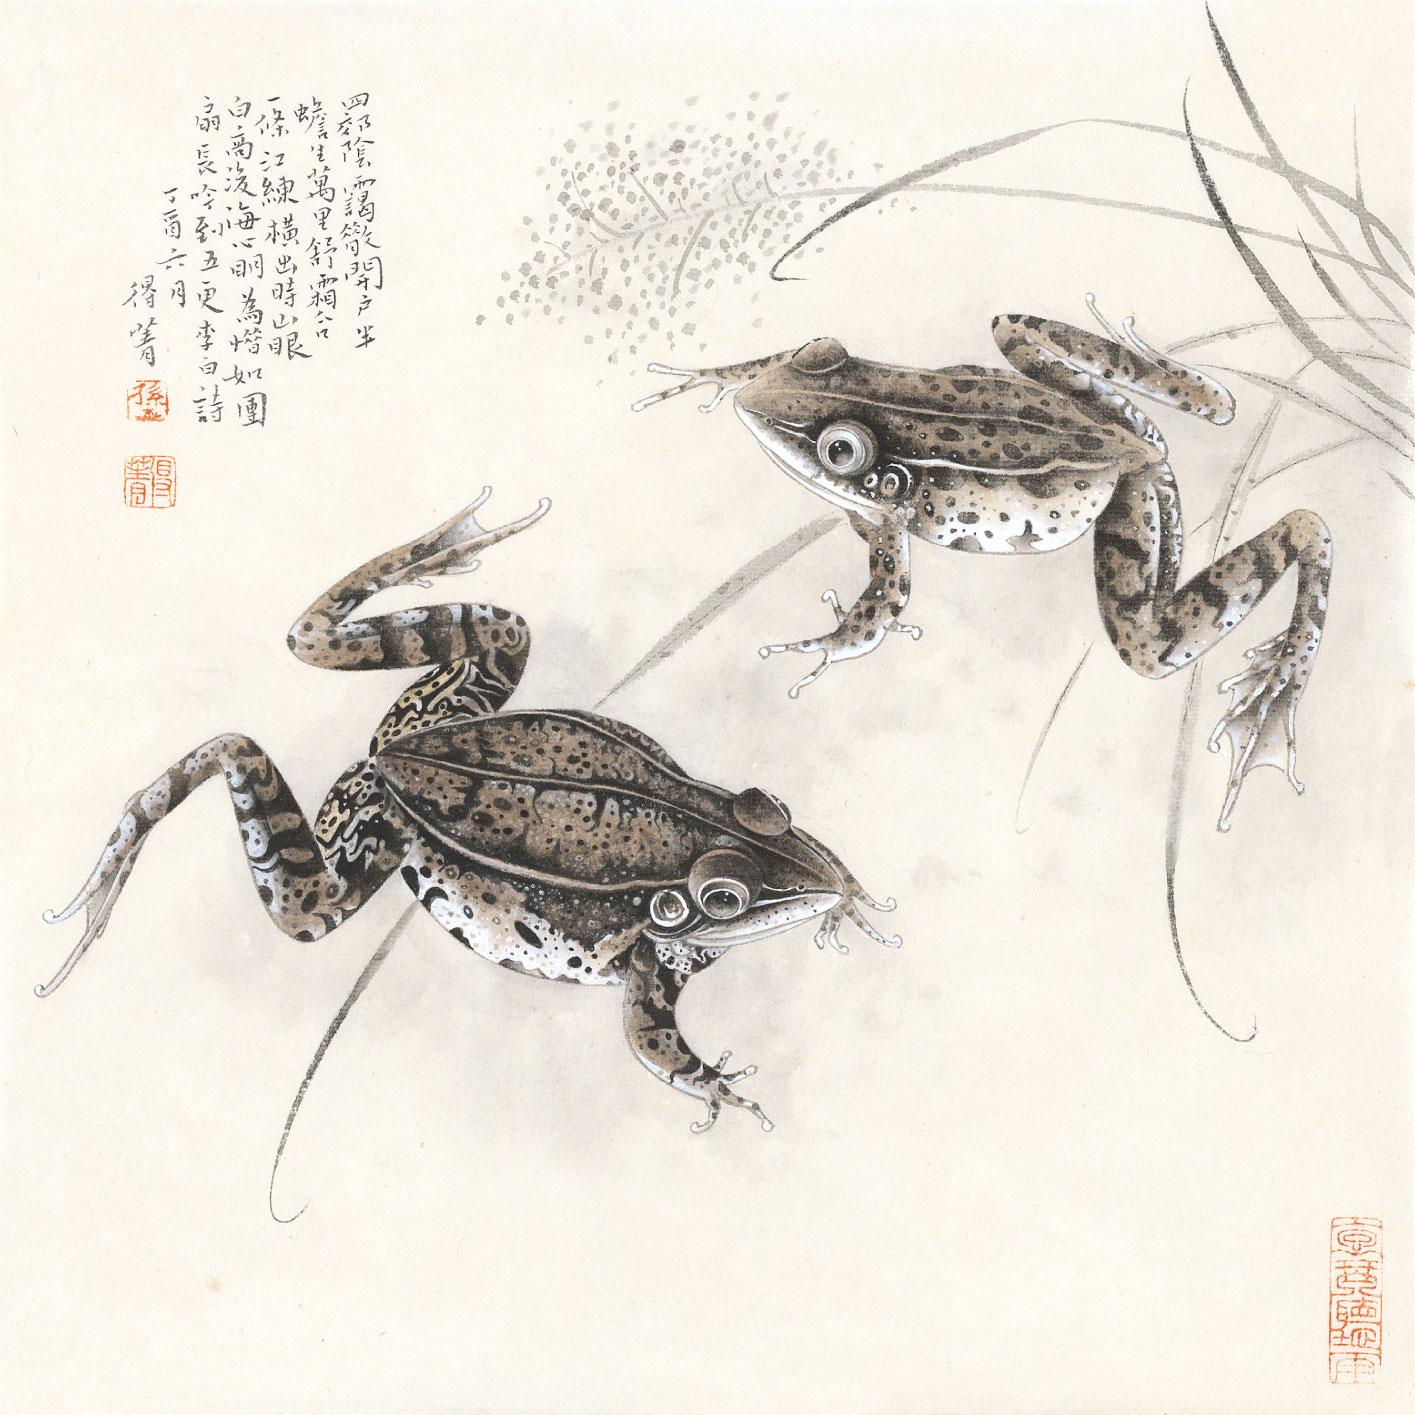 四郊陰靄散開戶半
蟾生萬里舒霜合
一條江練橫出時山眼
白高後海心明為惜如團
扇長吟到五更李白詩
丁酉六月
得菁
孫